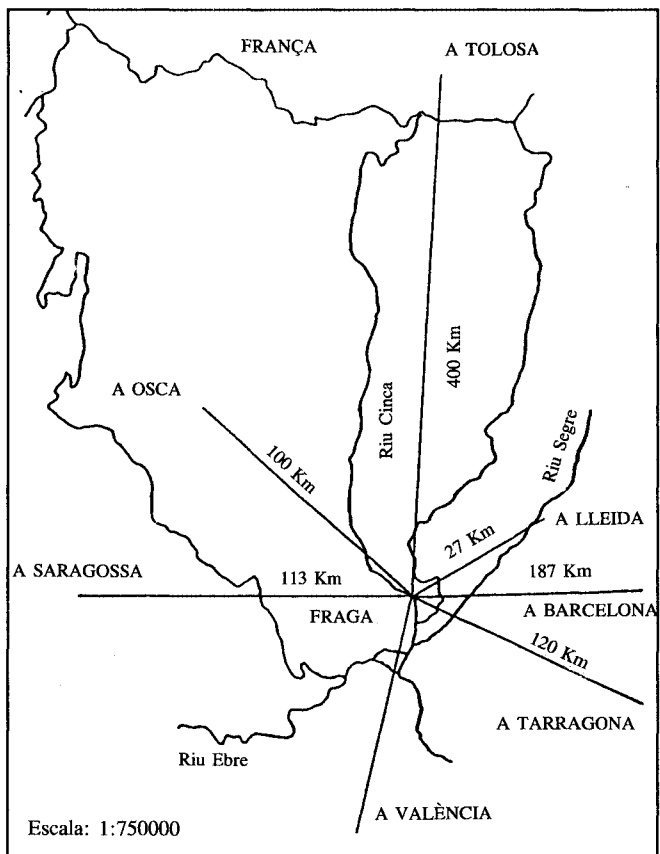 FRANÇA
A TOLOSA
400 Km
A OSCA
Riu Cinca
Riu Segre
100 Km
A LLEIDA
27 Km
A SARAGOSSA
113 Km
187 Km
FRAGA
A BARCELONA
120 Km
A TARRAGONA
Riu Ebre
A VALÈNCIA
Escala: 1:750000